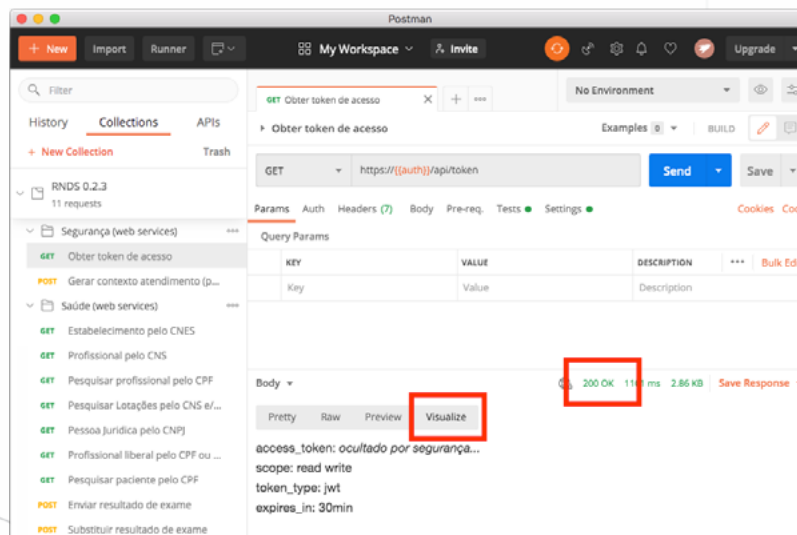 Postman
+ New Import Runner My Workspace Invite Upgrade
Filter
History Collections APIs
+ New Collection Trash
RNDS 0.2.3
11 requests
Segurança (web services)
GET Obter token de acesso
POST Gerar contexto atendimento (p...
Saúde (web services)
GET Estabelecimento pelo CNES
GET Profissional pelo CNS
GET Pesquisar profissional pelo CPF
GET Pesquisar Lotações pelo CNS e/...
GET Pessoa Jurídica pelo CNPJ
GET Profissional liberal pelo CPF ou ...
GET Pesquisar paciente pelo CPF
POST Enviar resultado de exame
POST Substituir resultado de exame
GET Obter token de acesso
No Environment
Obter token de acesso
Examples 0
BUILD
GET https://{{auth}}/api/token Send Save
Params Auth Headers (7) Body Pre-req. Tests Settings Cookies
Query Params
KEY VALUE DESCRIPTION Bulk Ed
Key Value Description
Body 200 OK ms 2.86 KB Save Response
Pretty Raw Preview Visualize
access_token: ocultado por segurança...
scope: read write
token_type: jwt
expires_in: 30min